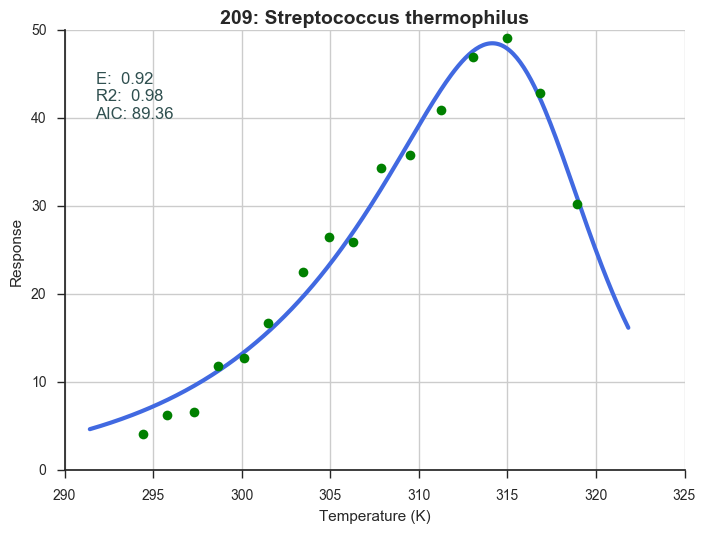 209: Streptococcus thermophilus
E:  0.92
R2:  0.98
AIC: 89.36
Response
50
40
30
20
10
0
290 295 300 305 310 315 320 325
Temperature (K)